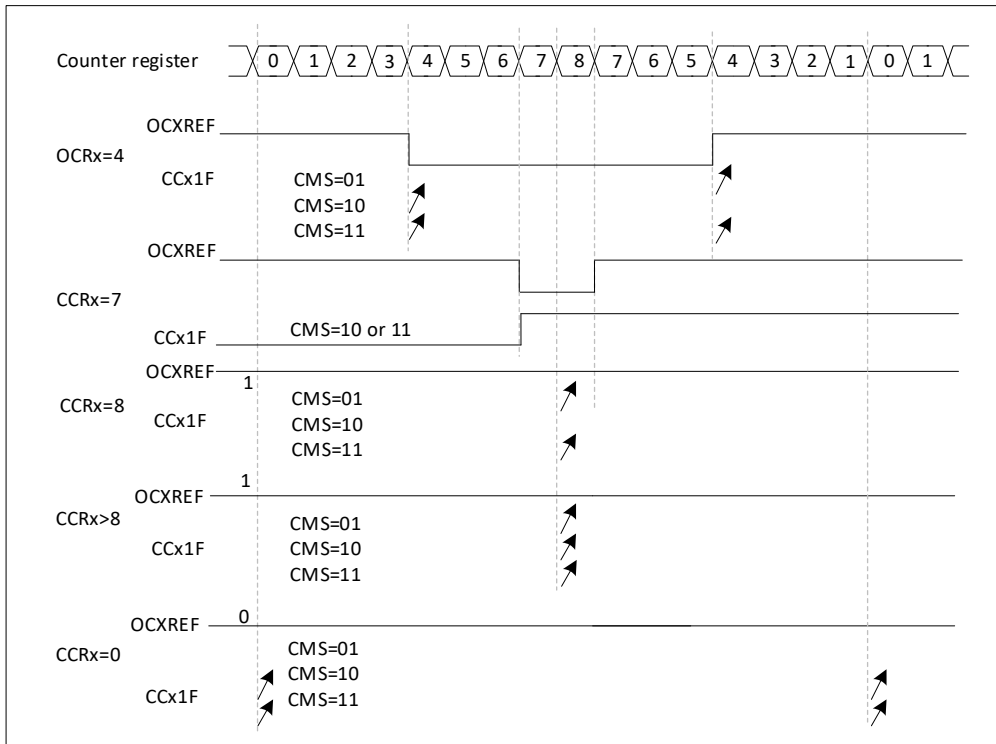 Counter register 0 1 2 3 4 5 6 7 8 7 6 5 4 3 2 1 0 1
OCXREF
OCRx=4
CCx1F
CMS=01
CMS=10
CMS=11
OCXREF
CCRx=7
CCx1F
CMS=10 or 11
OCXREF
1
CCRx=8
CCx1F
CMS=01
CMS=10
CMS=11
OCXREF
1
CCRx>8
CCx1F
CMS=01
CMS=10
CMS=11
OCXREF
0
CCRx=0
CCx1F
CMS=01
CMS=10
CMS=11